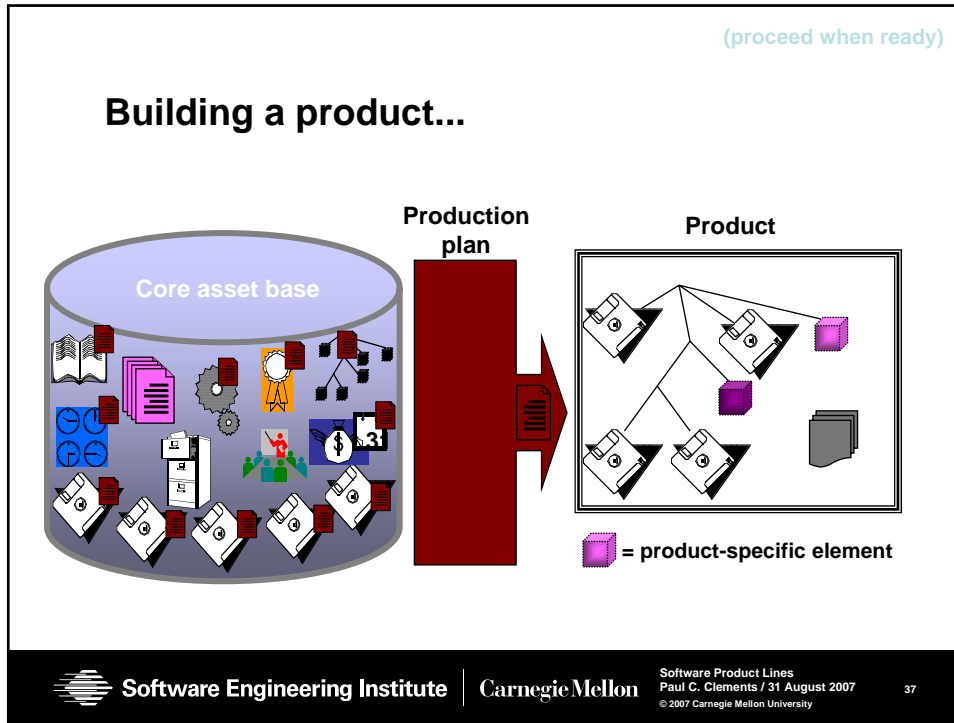 (proceed when ready)
Building a product...
Production
plan
Product
Core asset base
$
31
= product-specific element
Software Engineering Institute
Carnegie Mellon
Software Product Lines
Paul C. Clements / 31 August 2007
© 2007 Carnegie Mellon University
37